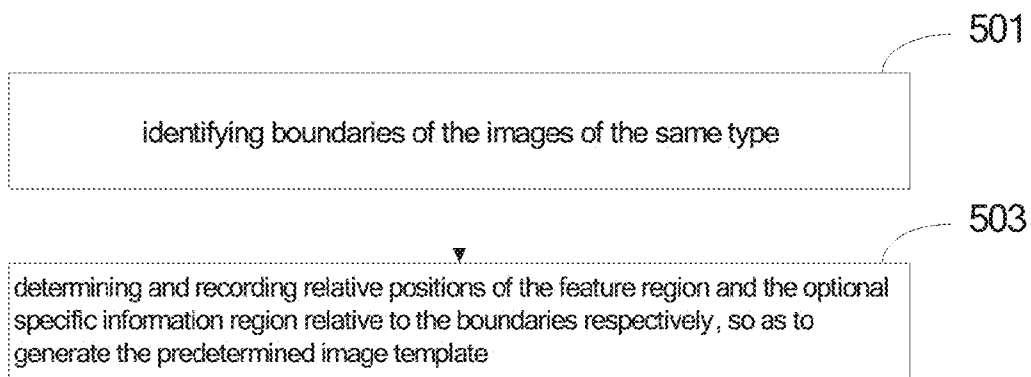 501
identifying boundaries of the images of the same type
503
determining and recording relative positions of the feature region and the optional
specific information region relative to the boundaries respectively, so as to
generate the predetermined image template